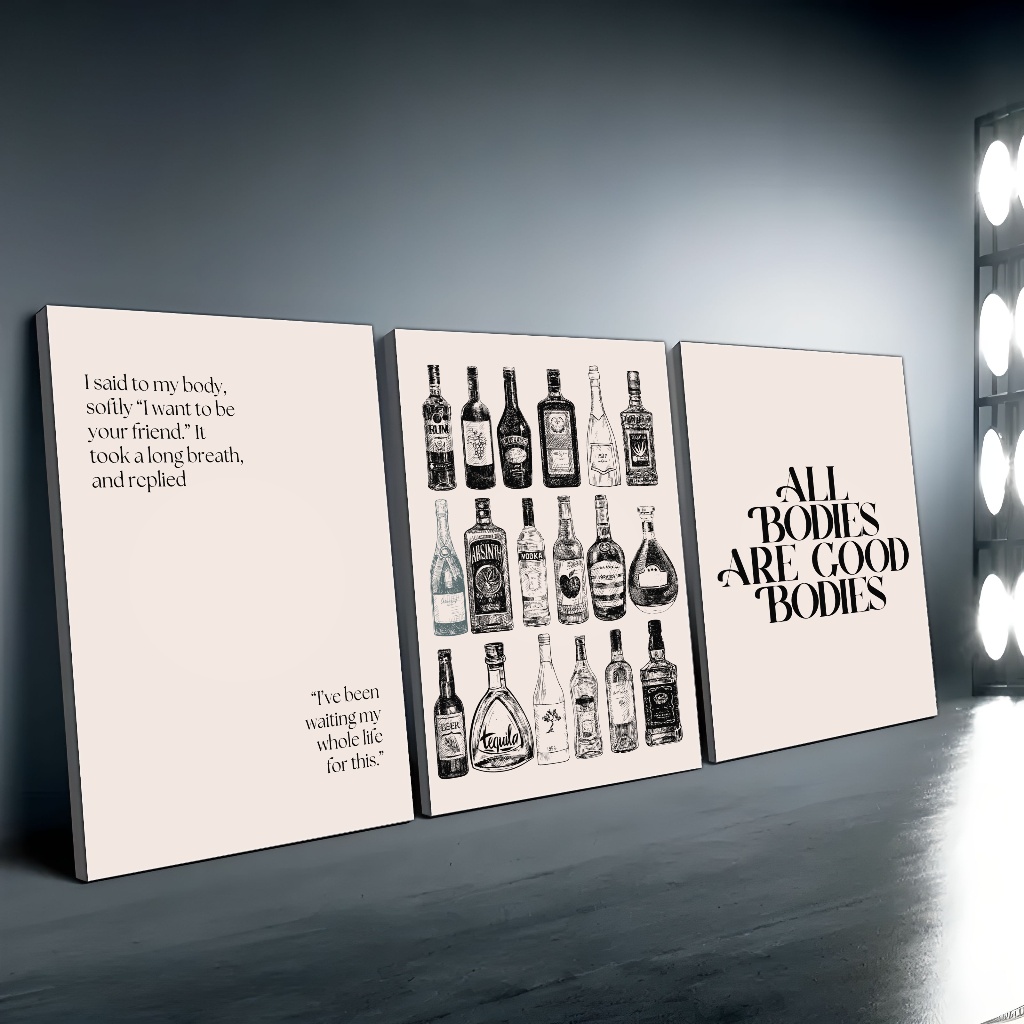 I said to my body,
softly “I want to be
your friend.” It
took a long breath,
and replied
“I've been
waiting my
whole life
for this.”
RUM
ABSINTH
VODKA
BEER
tequila
ALL
BODIES
ARE GOOD
BODIES